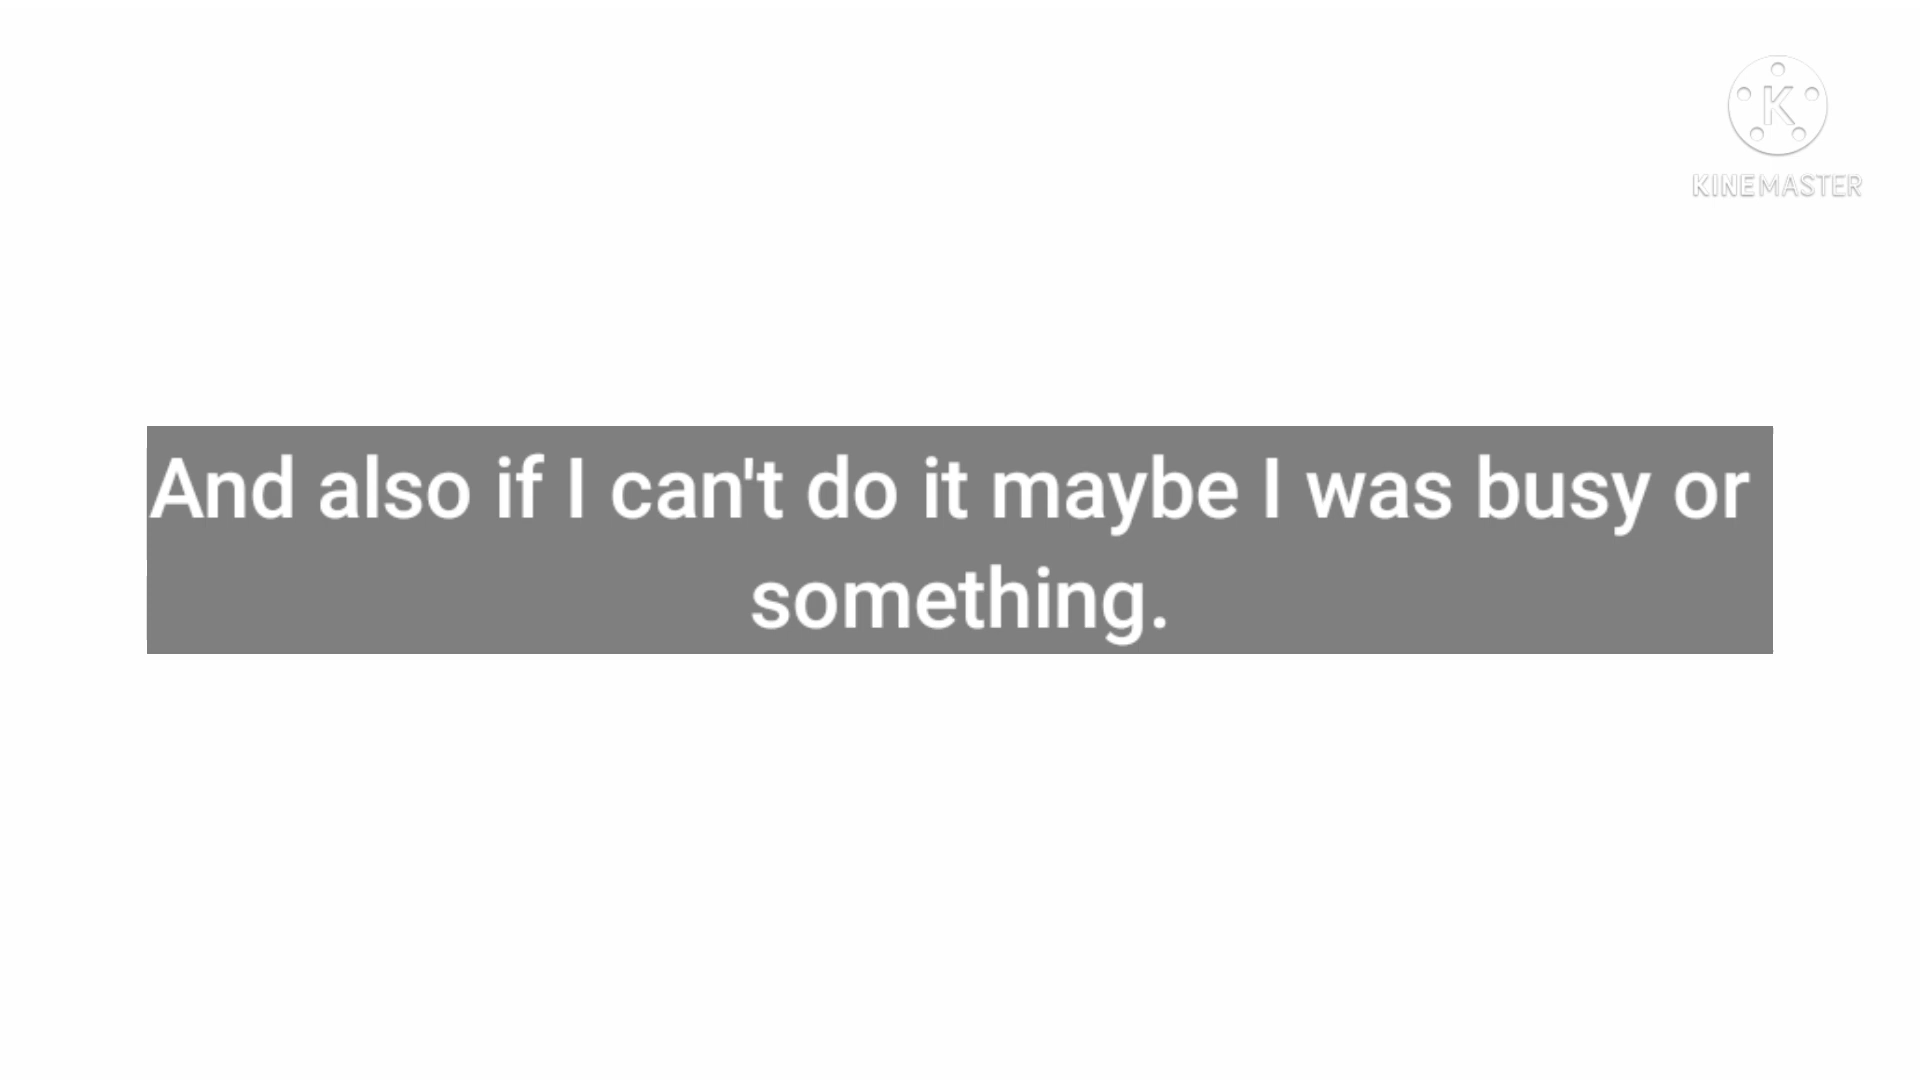 K
KINEMASTER
And also if I can't do it maybe I was busy or
something.